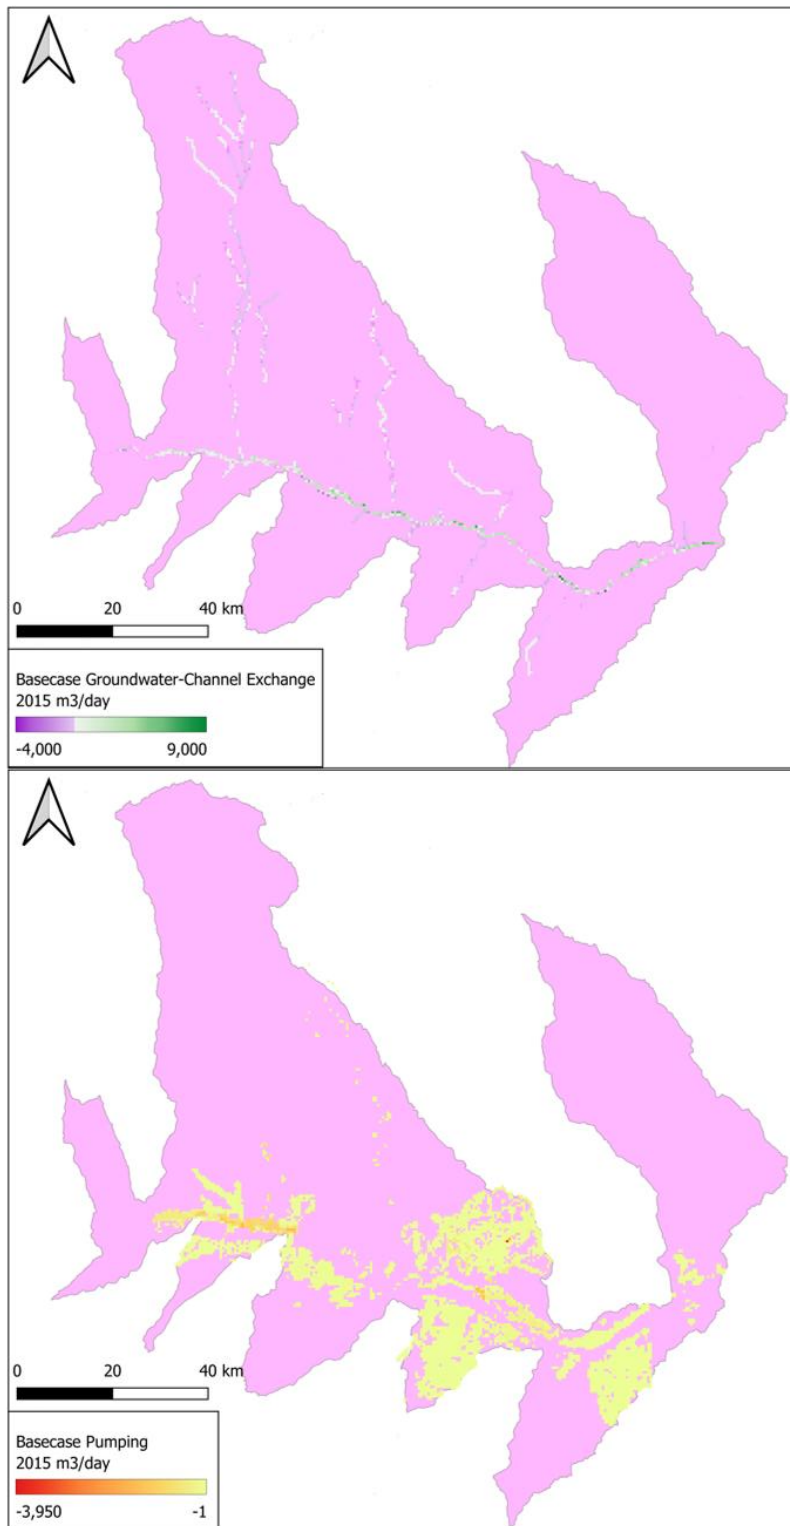 0 20 40 km
Basecase Groundwater-Channel Exchange
2015 m3/day
-4,000 9,000
0 20 40 km
Basecase Pumping
2015 m3/day
-3,950 -1